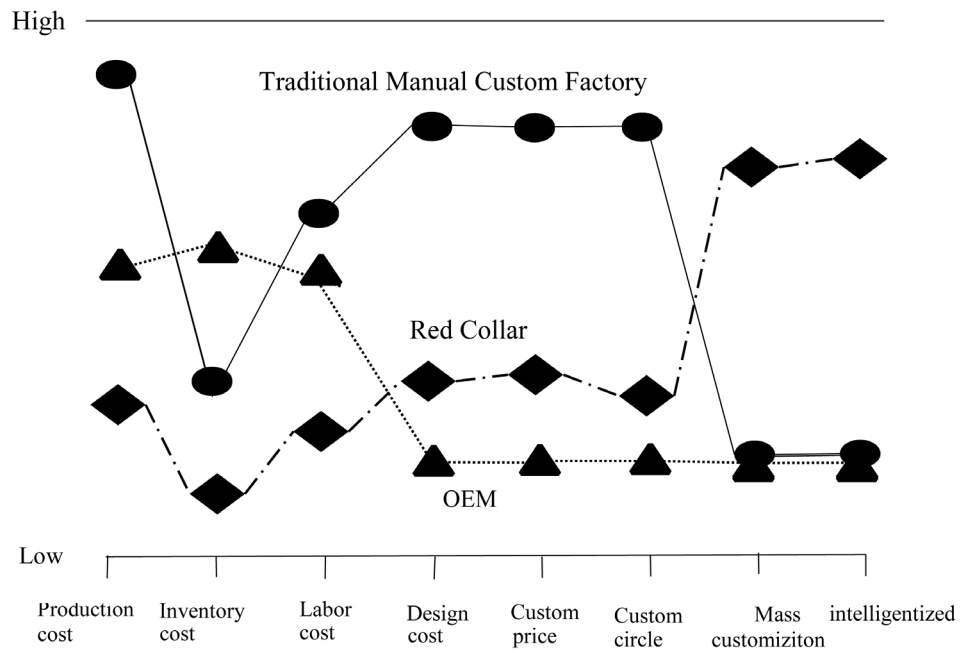 High
Traditional Manual Custom Factory
Red Collar
OEM
Low
Production
cost
Inventory
cost
Labor
cost
Design
cost
Custom
price
Custom
circle
Mass
customiziton
intelligentized